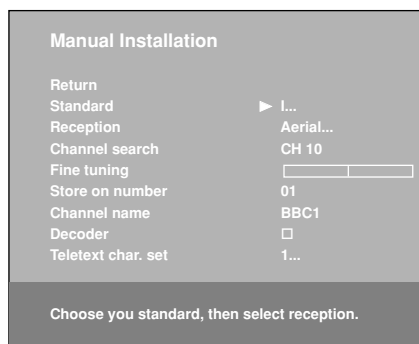 Manual Installation
Return
Standard ▶ I...
Reception Aerial...
Channel search CH 10
Fine tuning
Store on number 01
Channel name BBC1
Decoder
Teletext char. set 1...
Choose you standard, then select reception.